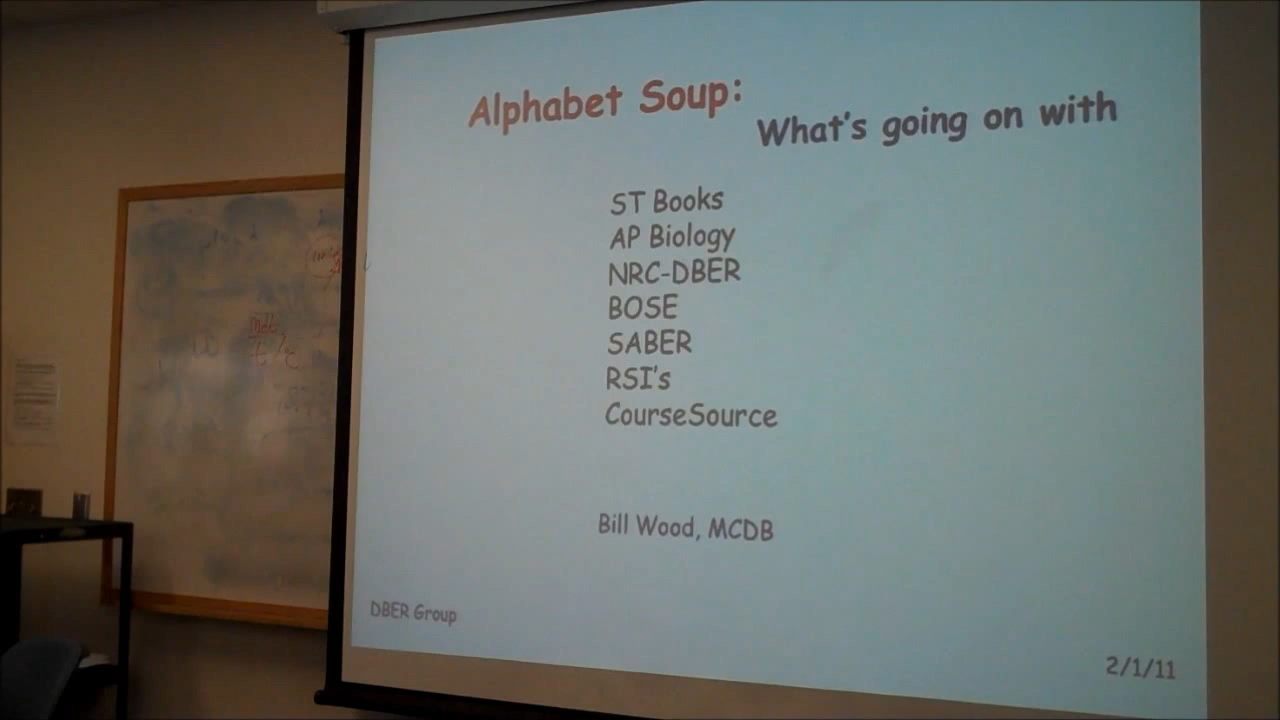 Alphabet Soup:
What's going on with
ST Books
AP Biology
NRC-DBER
BOSE
SABER
RSI's
CourseSource
Bill Wood, MCDB
DBER Group
2/1/11